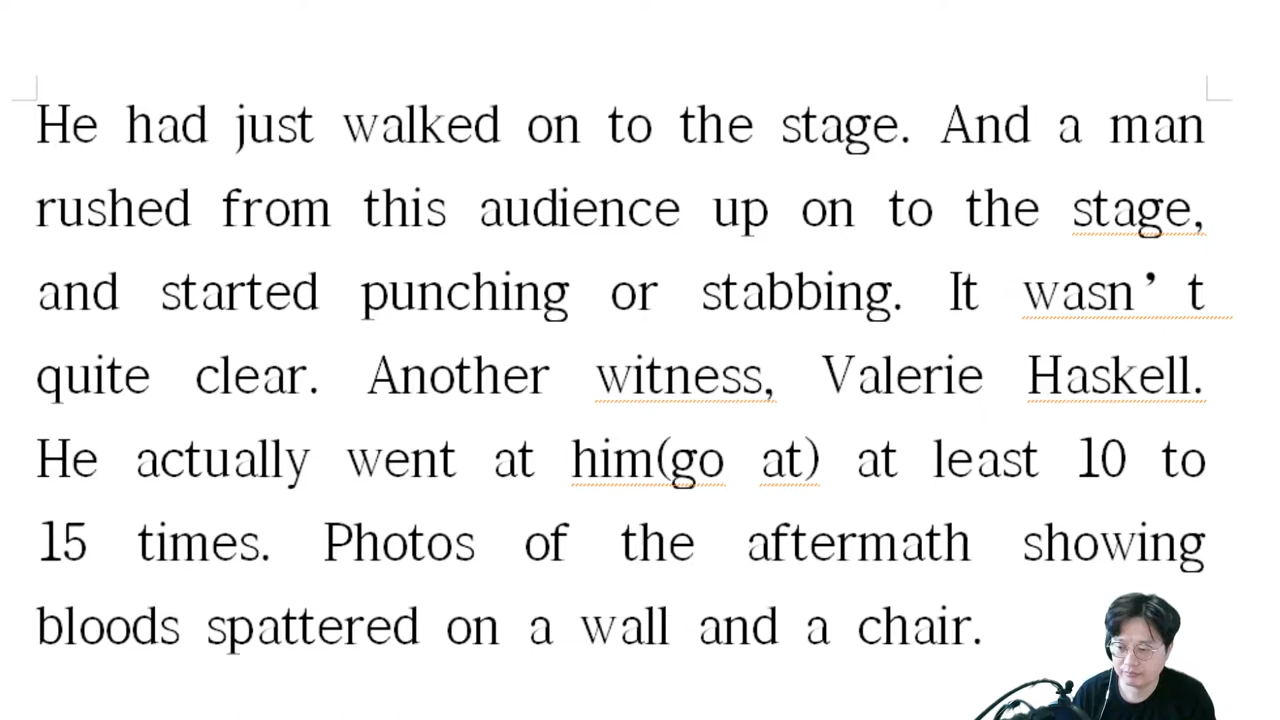 He had just walked on to the stage. And a man
rushed from this audience up on to the stage,
and started punching or stabbing. It wasn’t
quite clear. Another witness, Valerie Haskell.
He actually went at him(go at) at least 10 to
15 times. Photos of the aftermath showing
bloods spattered on a wall and a chair.